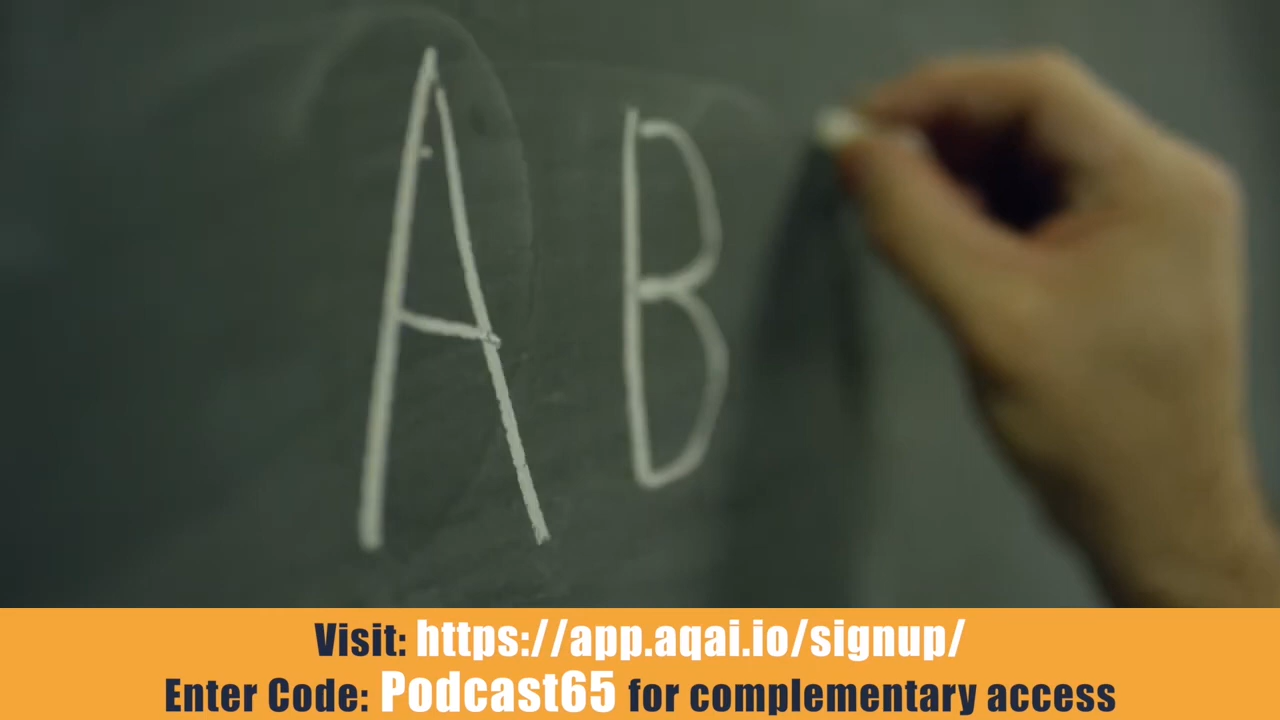 A B
Visit: https://app.aqai.io/signup/
Enter Code: Podcast65 for complementary access